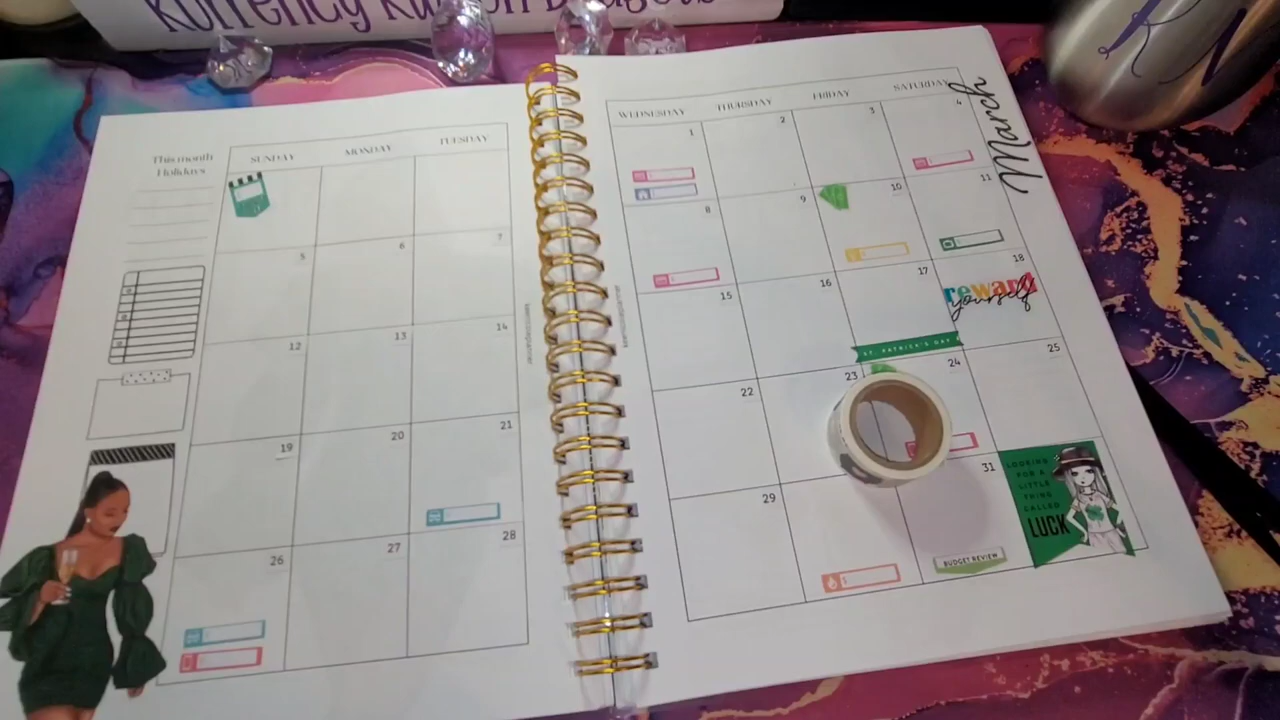 This month
Holidays
SUNDAY MONDAY TUESDAY
5 6 7
12 13 14
19 20 21
26 27 28
WEDNESDAY THURSDAY FRIDAY SATURDAY
1 2 3 4
8 9 10 11
15 16 17 18
22 23 24 25
29 31
March
reward
yourself
ST. PATRICK'S DAY
LOOKING
FOR A
LITTLE
THING
CALLED
LUCK
BUDGET REVIEW